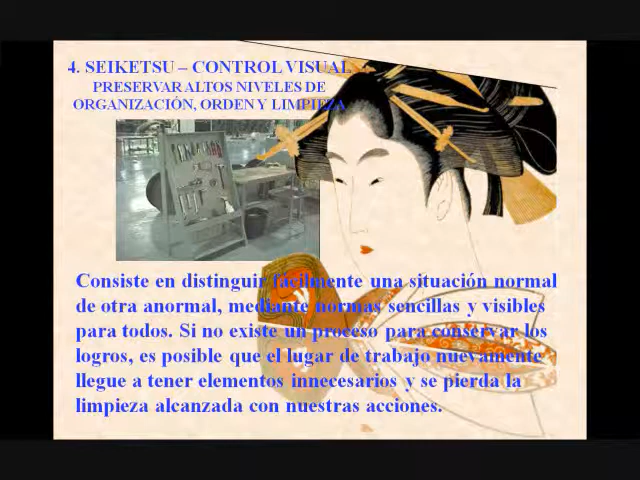 4. SEIKETSU – CONTROL VISUAL
PRESERVAR ALTOS NIVELES DE
ORGANIZACIÓN, ORDEN Y LIMPIEZA
Consiste en distinguir fácilmente una situación normal
de otra anormal, mediante normas sencillas y visibles
para todos. Si no existe un proceso para conservar los
logros, es posible que el lugar de trabajo nuevamente
llegue a tener elementos innecesarios y se pierda la
limpieza alcanzada con nuestras acciones.